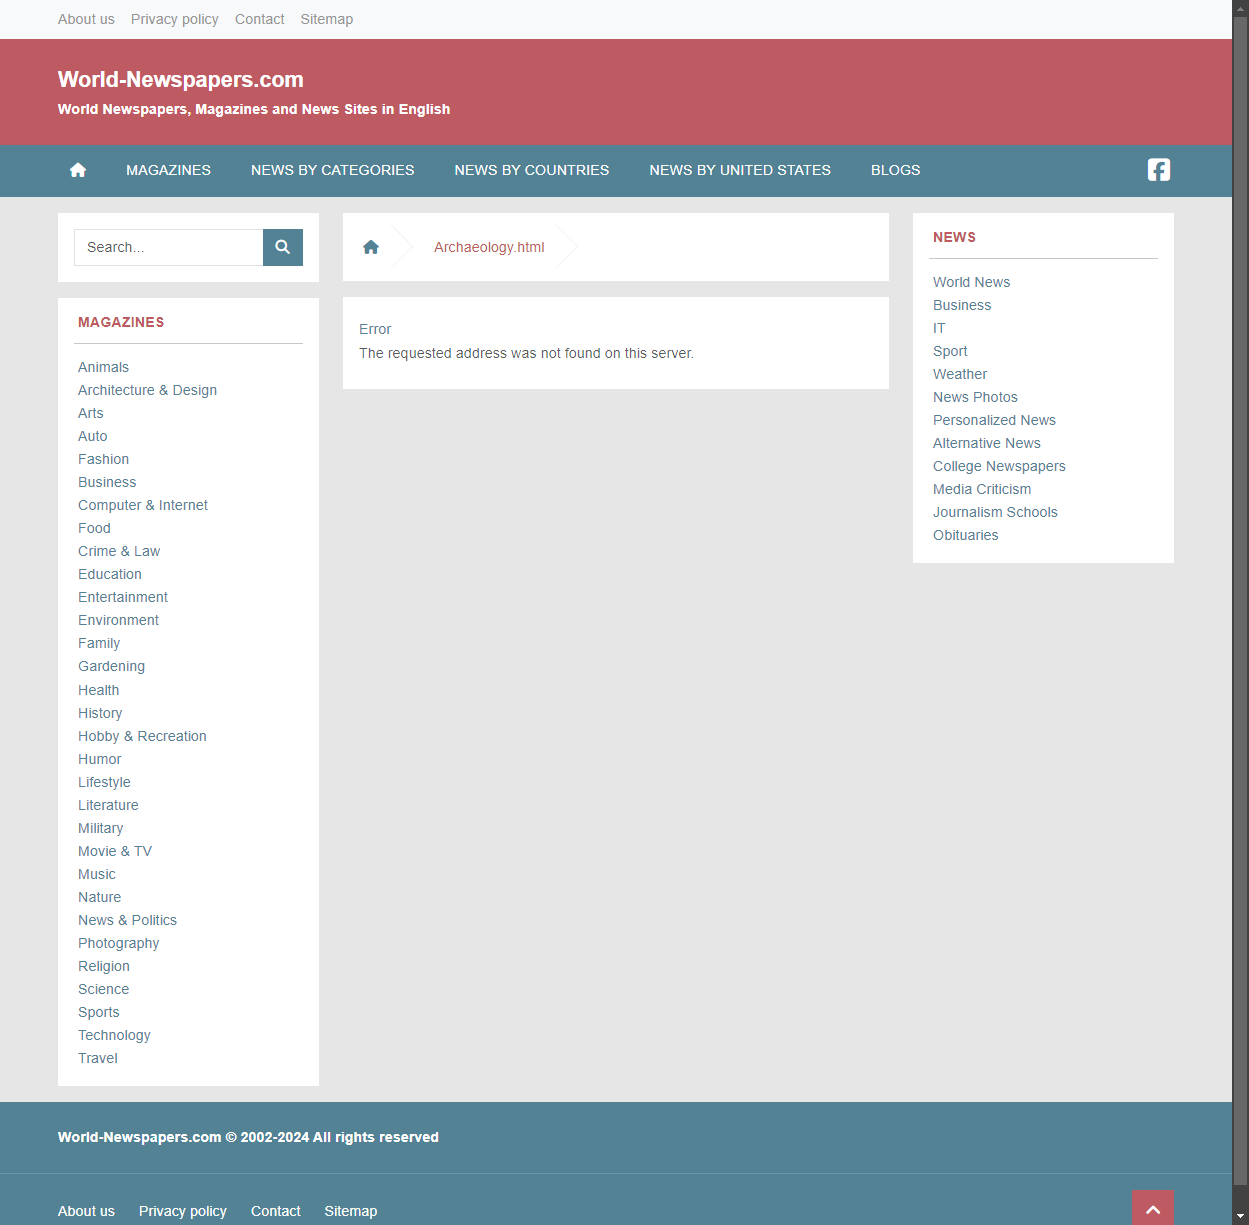 About us Privacy policy Contact Sitemap
World-Newspapers.com
World Newspapers, Magazines and News Sites in English
MAGAZINES NEWS BY CATEGORIES NEWS BY COUNTRIES NEWS BY UNITED STATES BLOGS
Search...
MAGAZINES
Animals
Architecture & Design
Arts
Auto
Fashion
Business
Computer & Internet
Food
Crime & Law
Education
Entertainment
Environment
Family
Gardening
Health
History
Hobby & Recreation
Humor
Lifestyle
Literature
Military
Movie & TV
Music
Nature
News & Politics
Photography
Religion
Science
Sports
Technology
Travel
Archaeology.html
Error
The requested address was not found on this server.
NEWS
World News
Business
IT
Sport
Weather
News Photos
Personalized News
Alternative News
College Newspapers
Media Criticism
Journalism Schools
Obituaries
World-Newspapers.com © 2002-2024 All rights reserved
About us Privacy policy Contact Sitemap